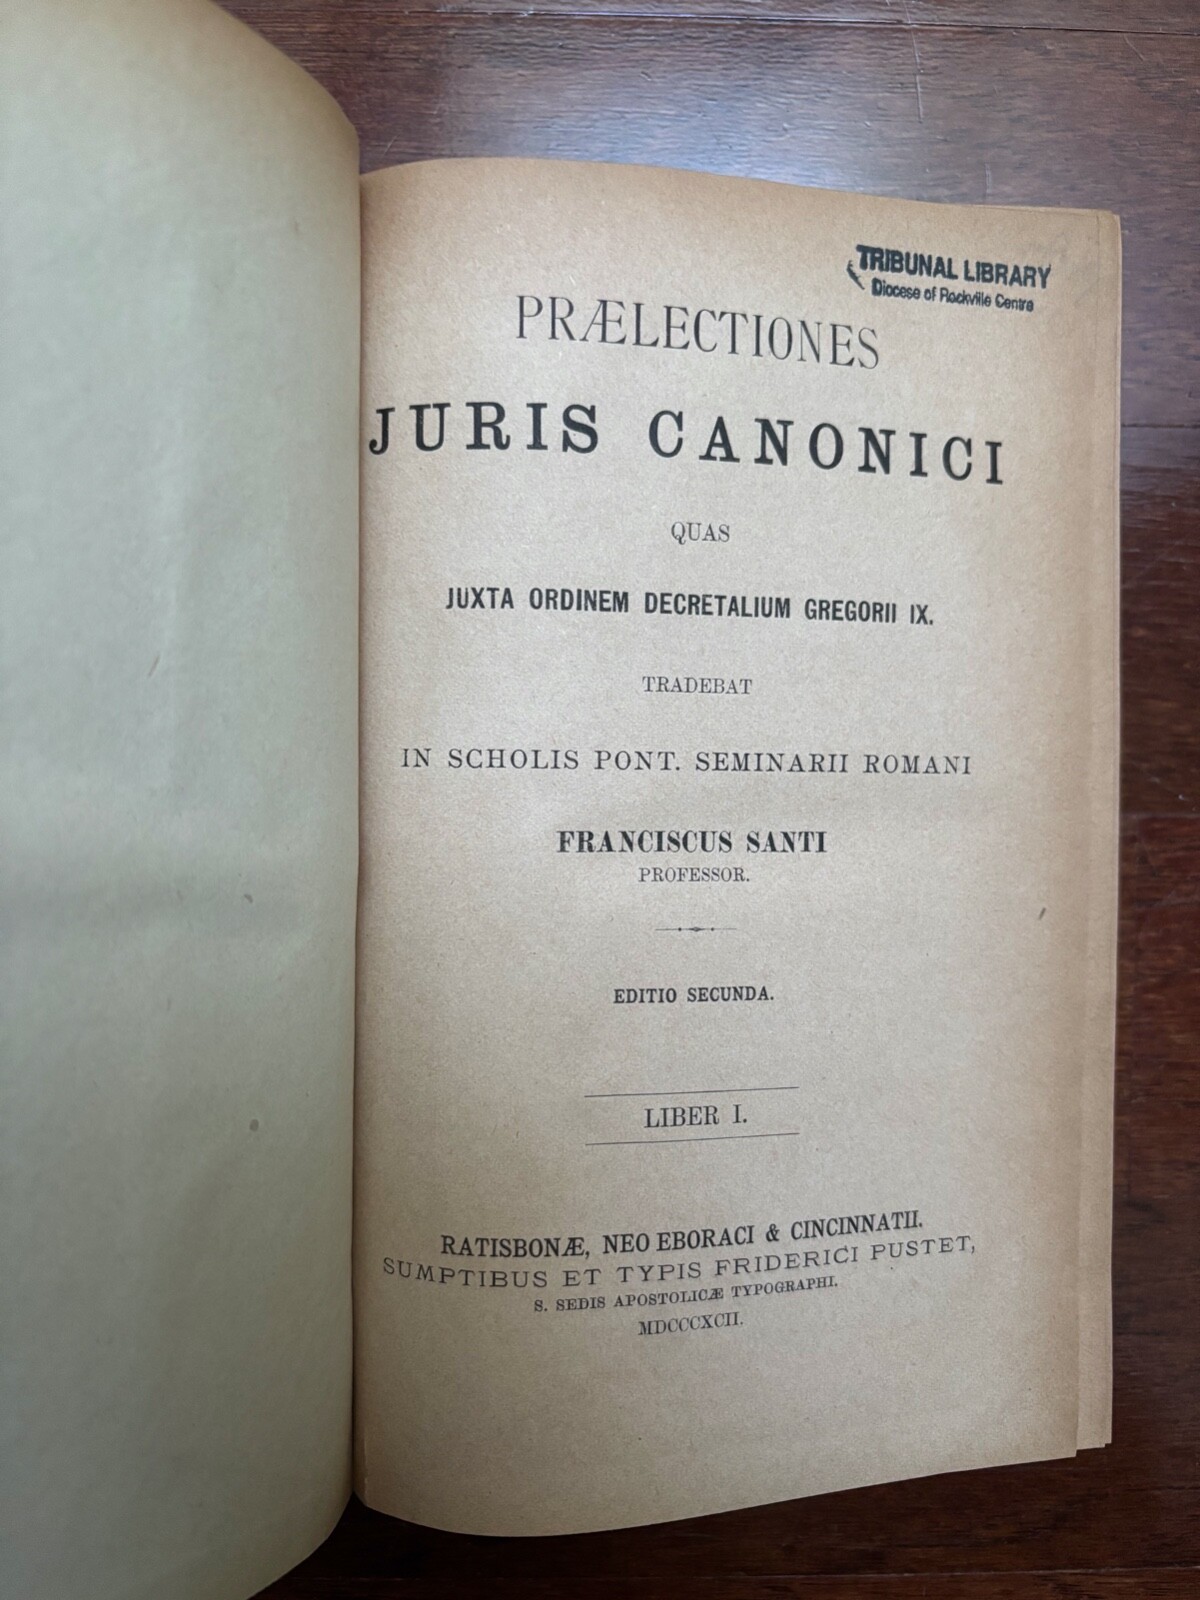 TRIBUNAL LIBRARY
Diocese of Rockville Centre
PRÆLECTIONES
JURIS CANONICI
QUAS
JUXTA ORDINEM DECRETALIUM GREGORII IX.
TRADEBAT
IN SCHOLIS PONT. SEMINARII ROMANI
FRANCISCUS SANTI
PROFESSOR.
EDITIO SECUNDA.
LIBER I.
RATISBONÆ, NEO EBORACI & CINCINNATII.
SUMPTIBUS ET TYPIS FRIDERICI PUSTET,
S. SEDIS APOSTOLICÆ TYPOGRAPHI.
MDCCCXCII.